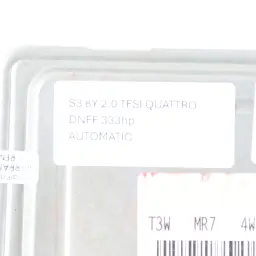 S3 8Y 2.0 TFSI QUATTRO
DNFF 333hp
AUTOMATIC
T3W MR7 4W